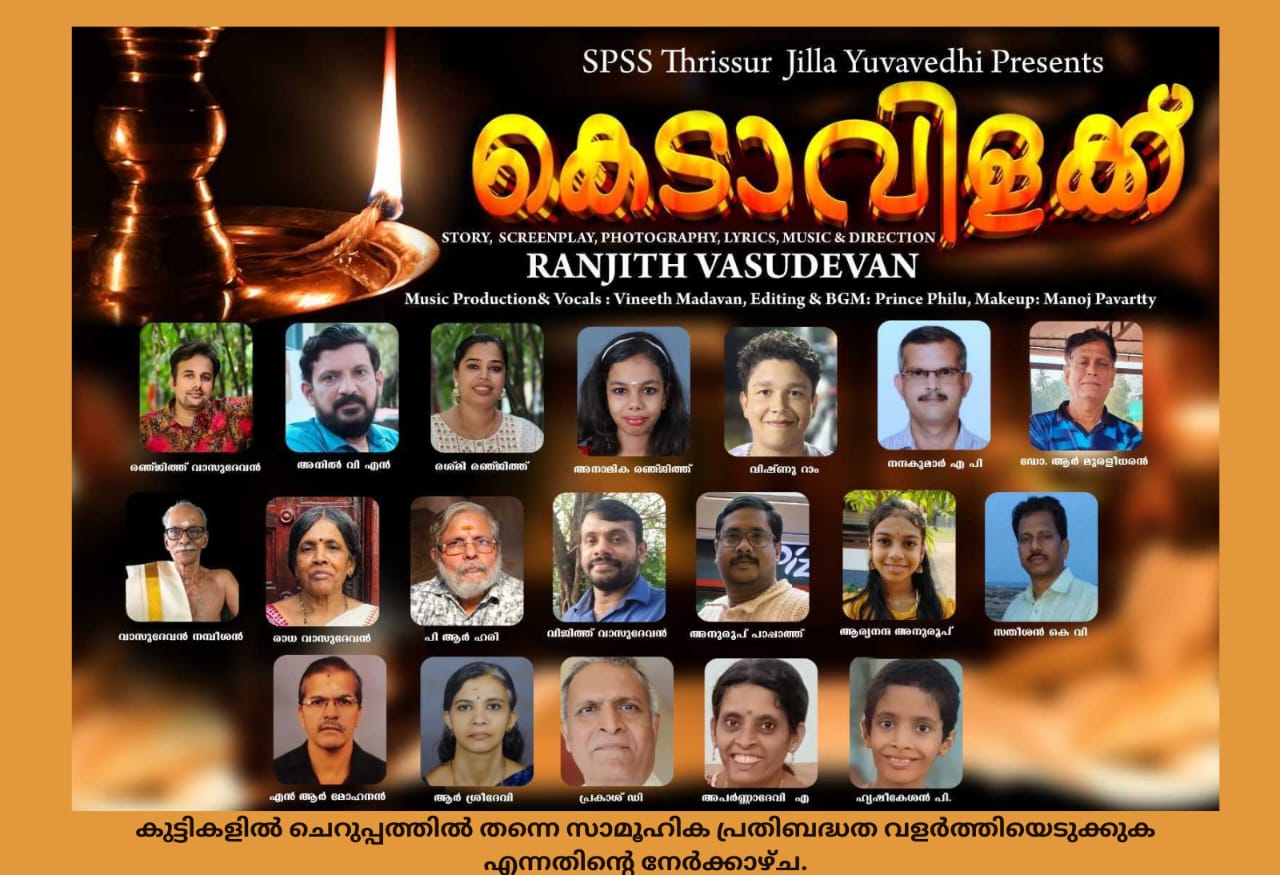 SPSS Thrissur Jilla Yuvavedhi Presents
കെടാവിളക്ക്
STORY, SCREENPLAY, PHOTOGRAPHY, LYRICS, MUSIC & DIRECTION
RANJITH VASUDEVAN
Music Production& Vocals : Vineeth Madavan, Editing & BGM: Prince Philu, Makeup: Manoj Pavartty
രഞ്ജിത്ത് വാസുദേവൻ
അനിൽ വി എൻ
രശ്മി രഞ്ജിത്ത്
അനാമിക രഞ്ജിത്ത്
വിഷ്ണു റാം
നന്ദകുമാർ എ പി
ഡോ. ആർ മുരളീധരൻ
വാസുദേവൻ നമ്പീശൻ
രാധ വാസുദേവൻ
പി ആർ ഹരി
വിജിത്ത് വാസുദേവൻ
അനുരൂപ് പാപ്പാത്ത്
ആര്യനന്ദ അനുരൂപ്
സതീശൻ കെ വി
എൻ ആർ മോഹനൻ
ആർ ശ്രീദേവി
പ്രകാശ് ഡി
അപർണ്ണാദേവി എ
ഹൃഷീകേശൻ പി.
കുട്ടികളിൽ ചെറുപ്പത്തിൽ തന്നെ സാമൂഹിക പ്രതിബദ്ധത വളർത്തിയെടുക്കുക
എന്നതിന്റെ നേർക്കാഴ്ച.